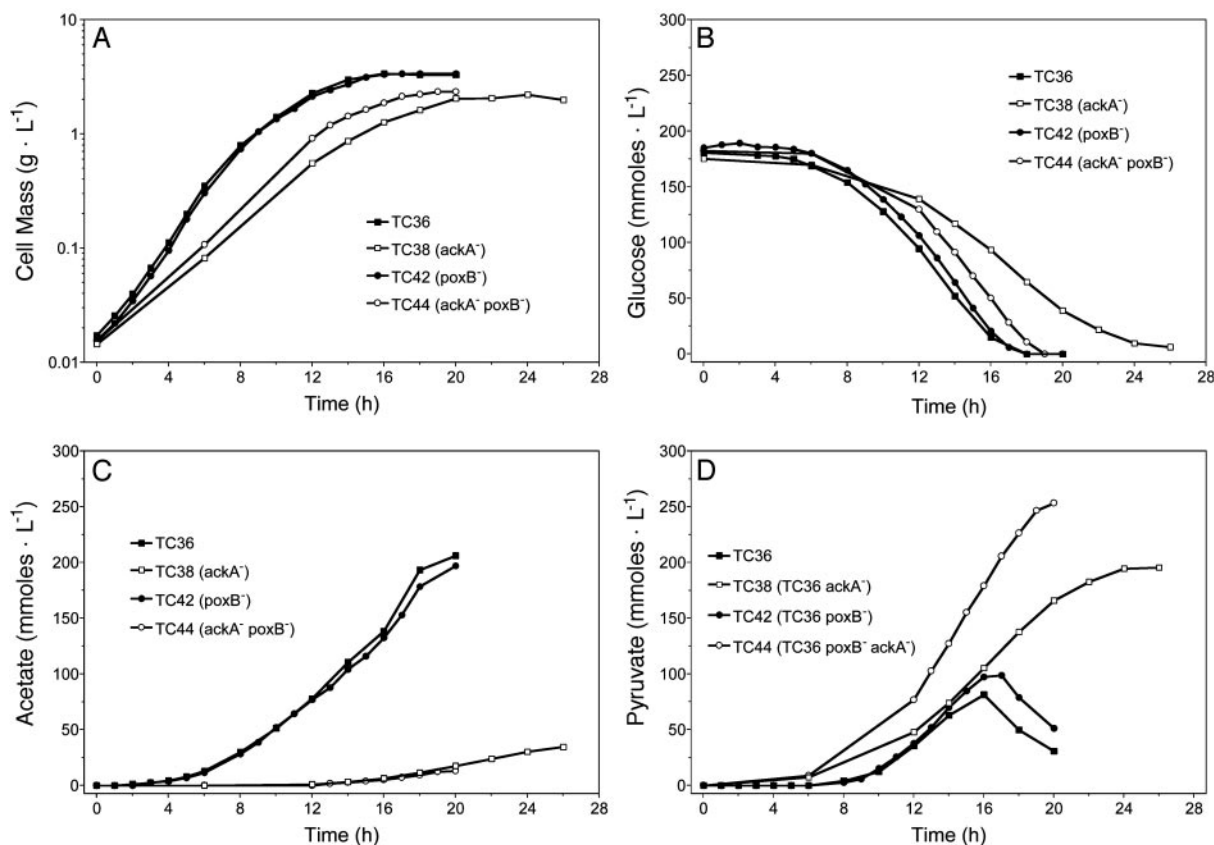 A
Cell Mass (g · L⁻¹)
10
1
0.1
0.01
TC36
TC38 (ackA⁻)
TC42 (poxB⁻)
TC44 (ackA⁻ poxB⁻)
0 4 8 12 16 20 24 28
Time (h)
B
Glucose (mmoles · L⁻¹)
300
250
200
150
100
50
0
TC36
TC38 (ackA⁻)
TC42 (poxB⁻)
TC44 (ackA⁻ poxB⁻)
0 4 8 12 16 20 24 28
Time (h)
C
Acetate (mmoles · L⁻¹)
300
250
200
150
100
50
0
TC36
TC38 (ackA⁻)
TC42 (poxB⁻)
TC44 (ackA⁻ poxB⁻)
0 4 8 12 16 20 24 28
Time (h)
D
Pyruvate (mmoles · L⁻¹)
300
250
200
150
100
50
0
TC36
TC38 (TC36 ackA⁻)
TC42 (TC36 poxB⁻)
TC44 (TC36 poxB⁻ ackA⁻)
0 4 8 12 16 20 24 28
Time (h)